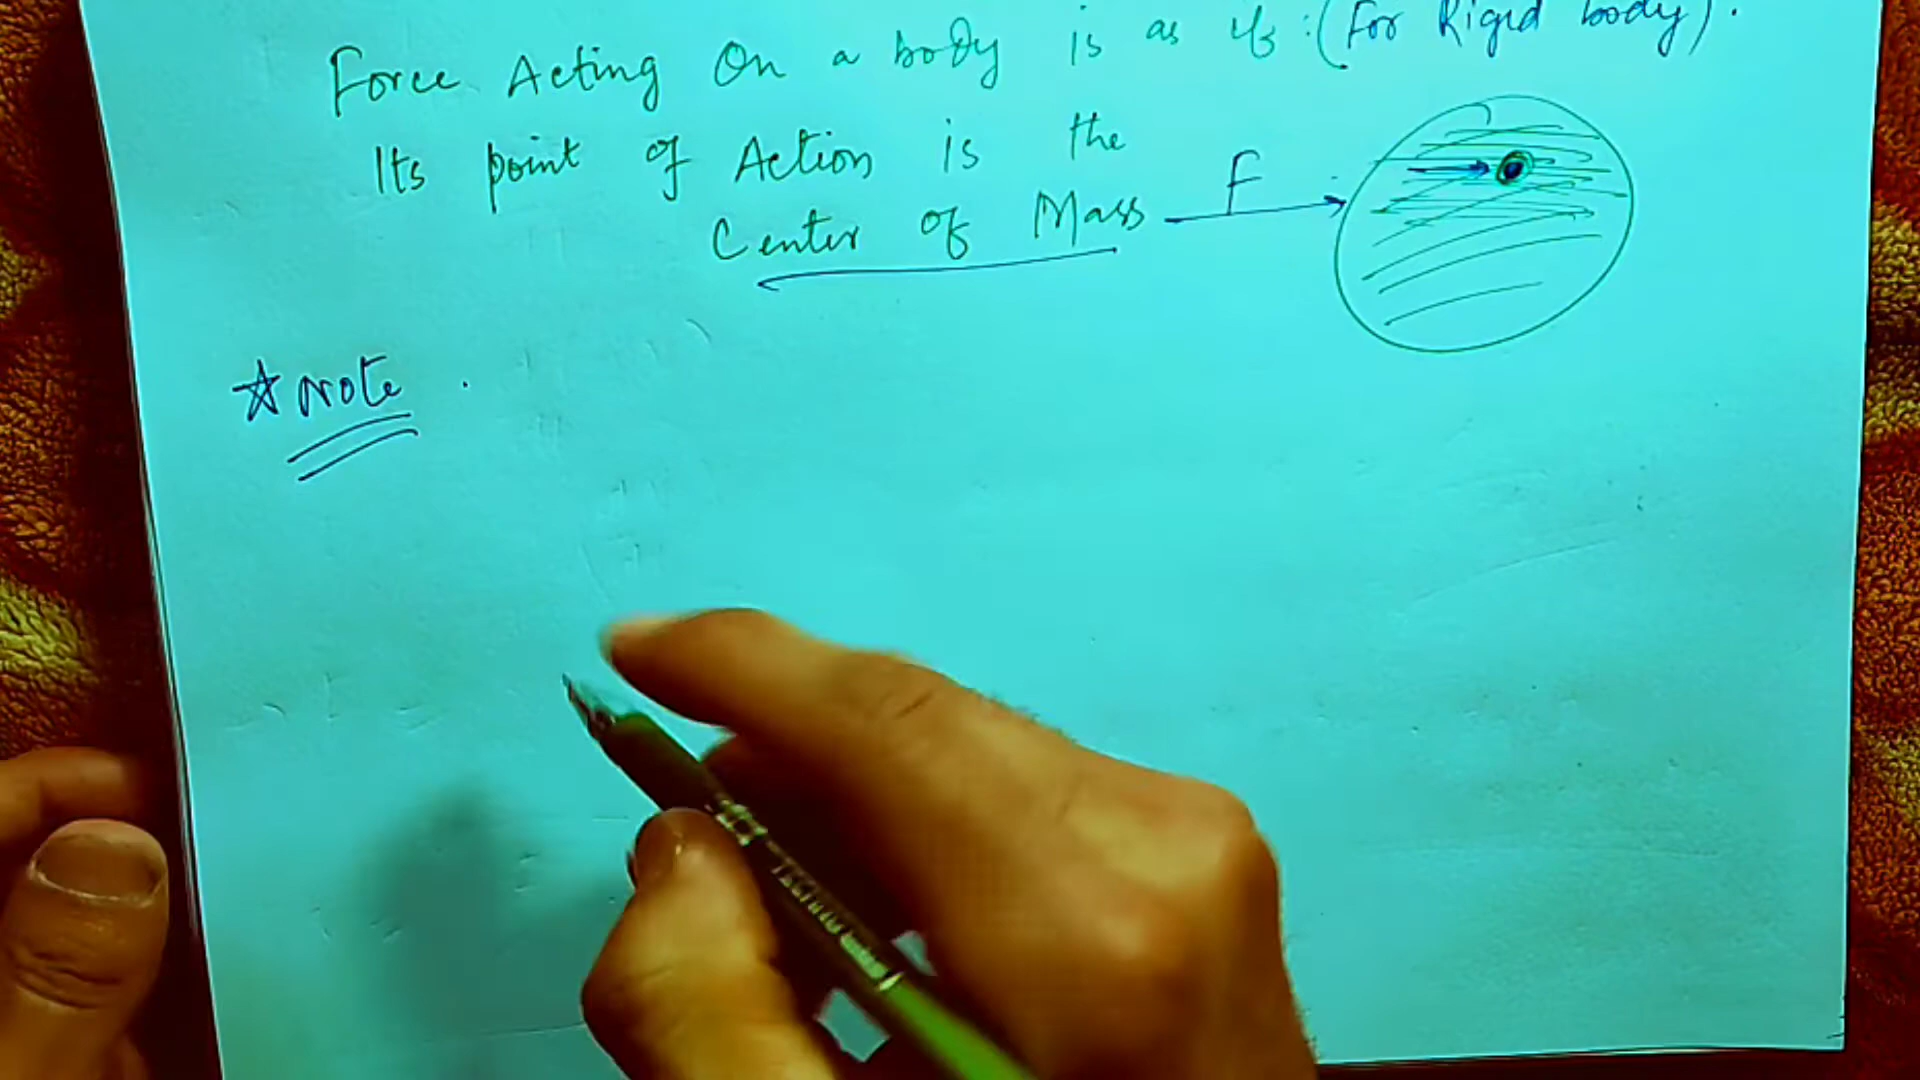 Force Acting On a body is as if : (For Rigid body).
Its point of Action is the
Center of Mass
F
☆ Note .